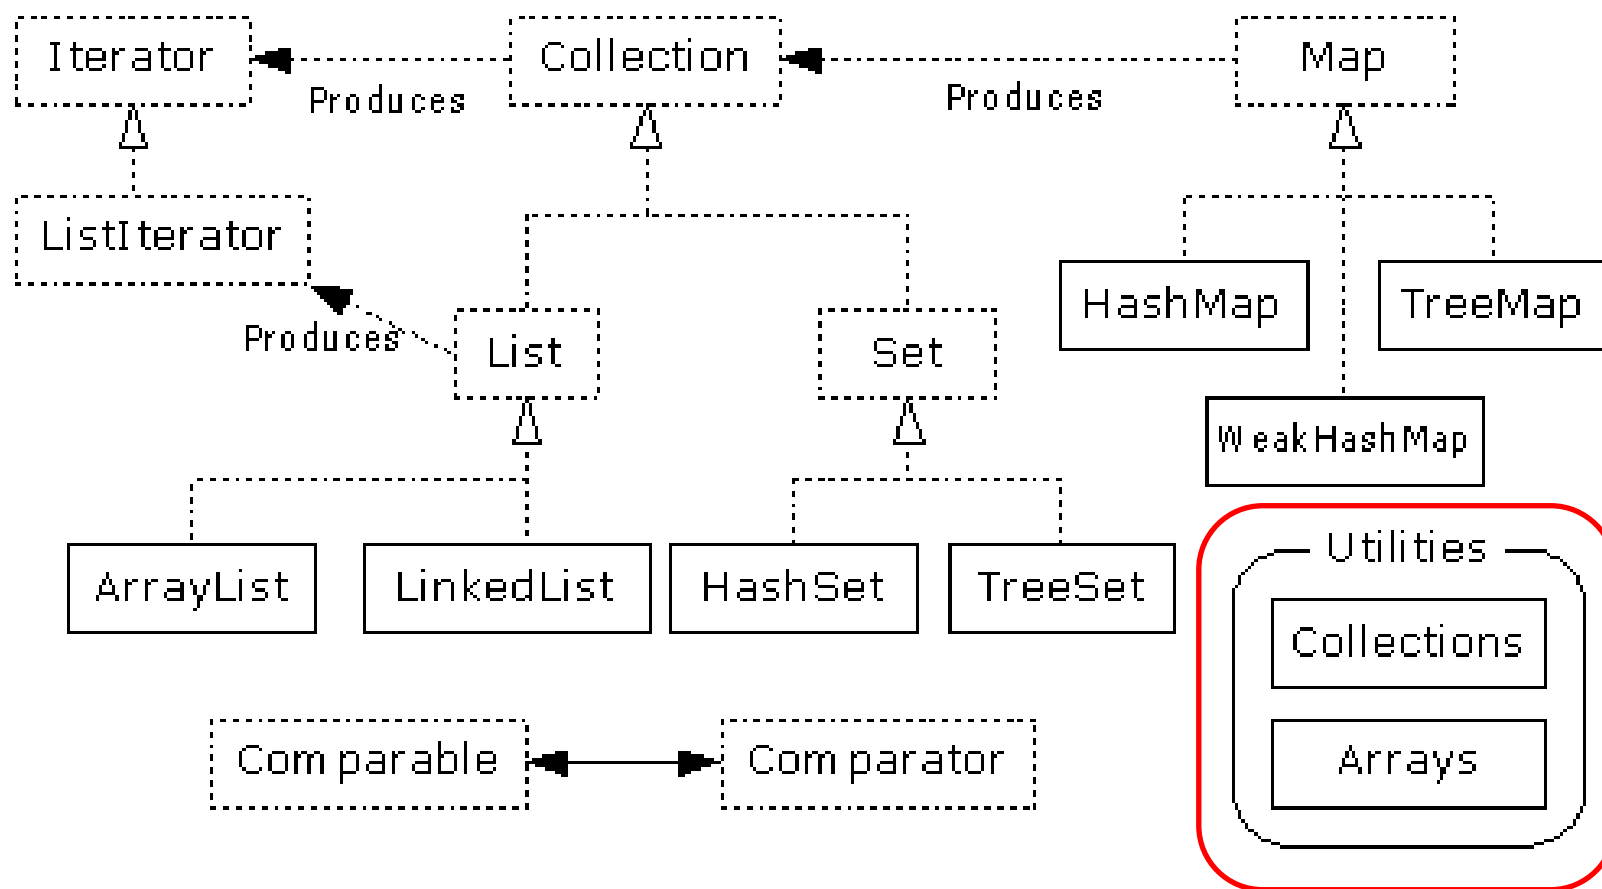 Iterator
Collection
Map
Produces
Produces
ListIterator
HashMap
TreeMap
Produces
List
Set
WeakHashMap
Utilities
ArrayList
LinkedList
HashSet
TreeSet
Collections
Comparable
Comparator
Arrays